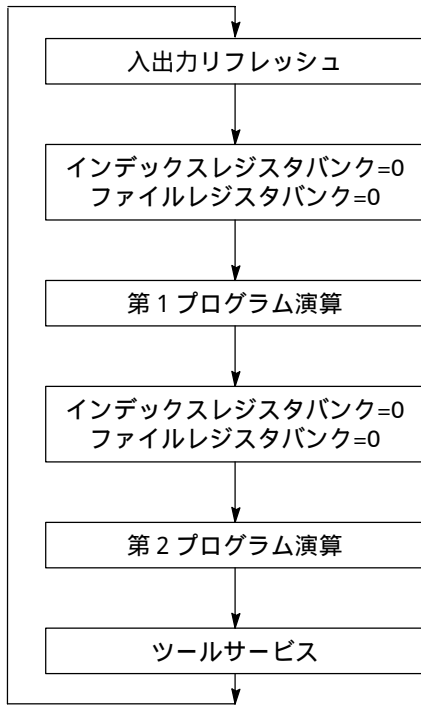 入出力リフレッシュ
インデックスレジスタバンク=0
ファイルレジスタバンク=0
第1プログラム演算
インデックスレジスタバンク=0
ファイルレジスタバンク=0
第2プログラム演算
ツールサービス